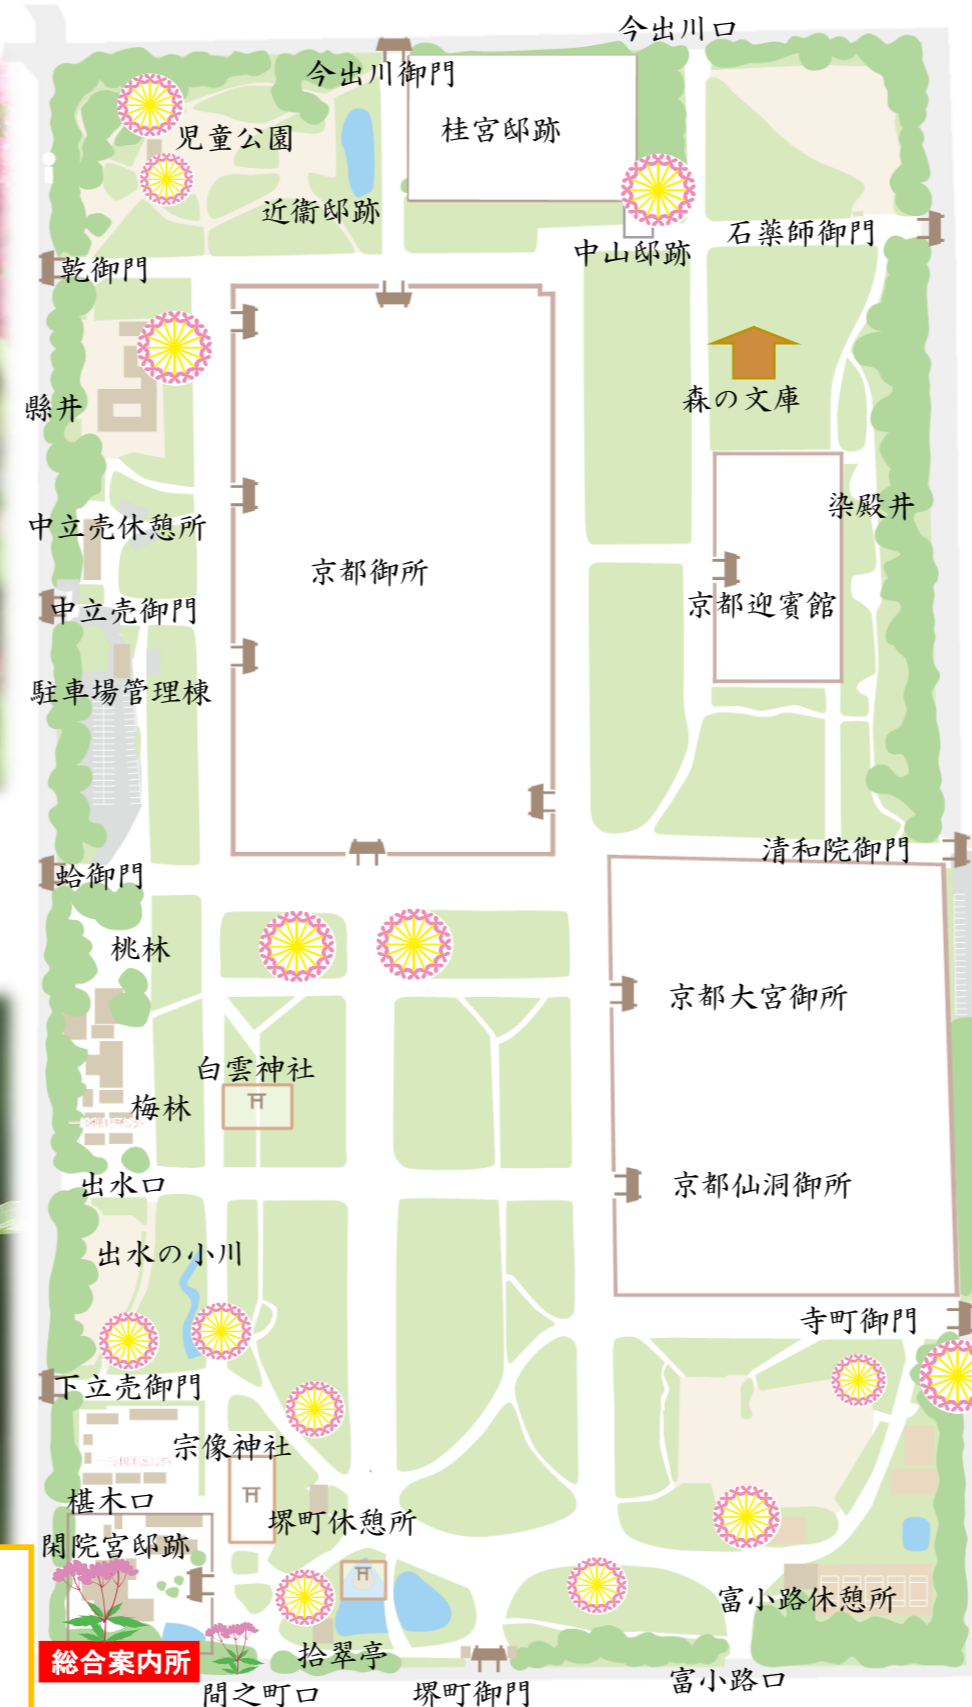 今出川口
今出川御門
児童公園
桂宮邸跡
近衞邸跡
中山邸跡
石薬師御門
乾御門
縣井
森の文庫
中立売休憩所
染殿井
京都御所
中立売御門
京都迎賓館
駐車場管理棟
清和院御門
蛤御門
桃林
京都大宮御所
白雲神社
梅林
出水口
京都仙洞御所
出水の小川
寺町御門
下立売御門
宗像神社
椹木口
堺町休憩所
閑院宮邸跡
富小路休憩所
拾翠亭
総合案内所
間之町口
堺町御門
富小路口